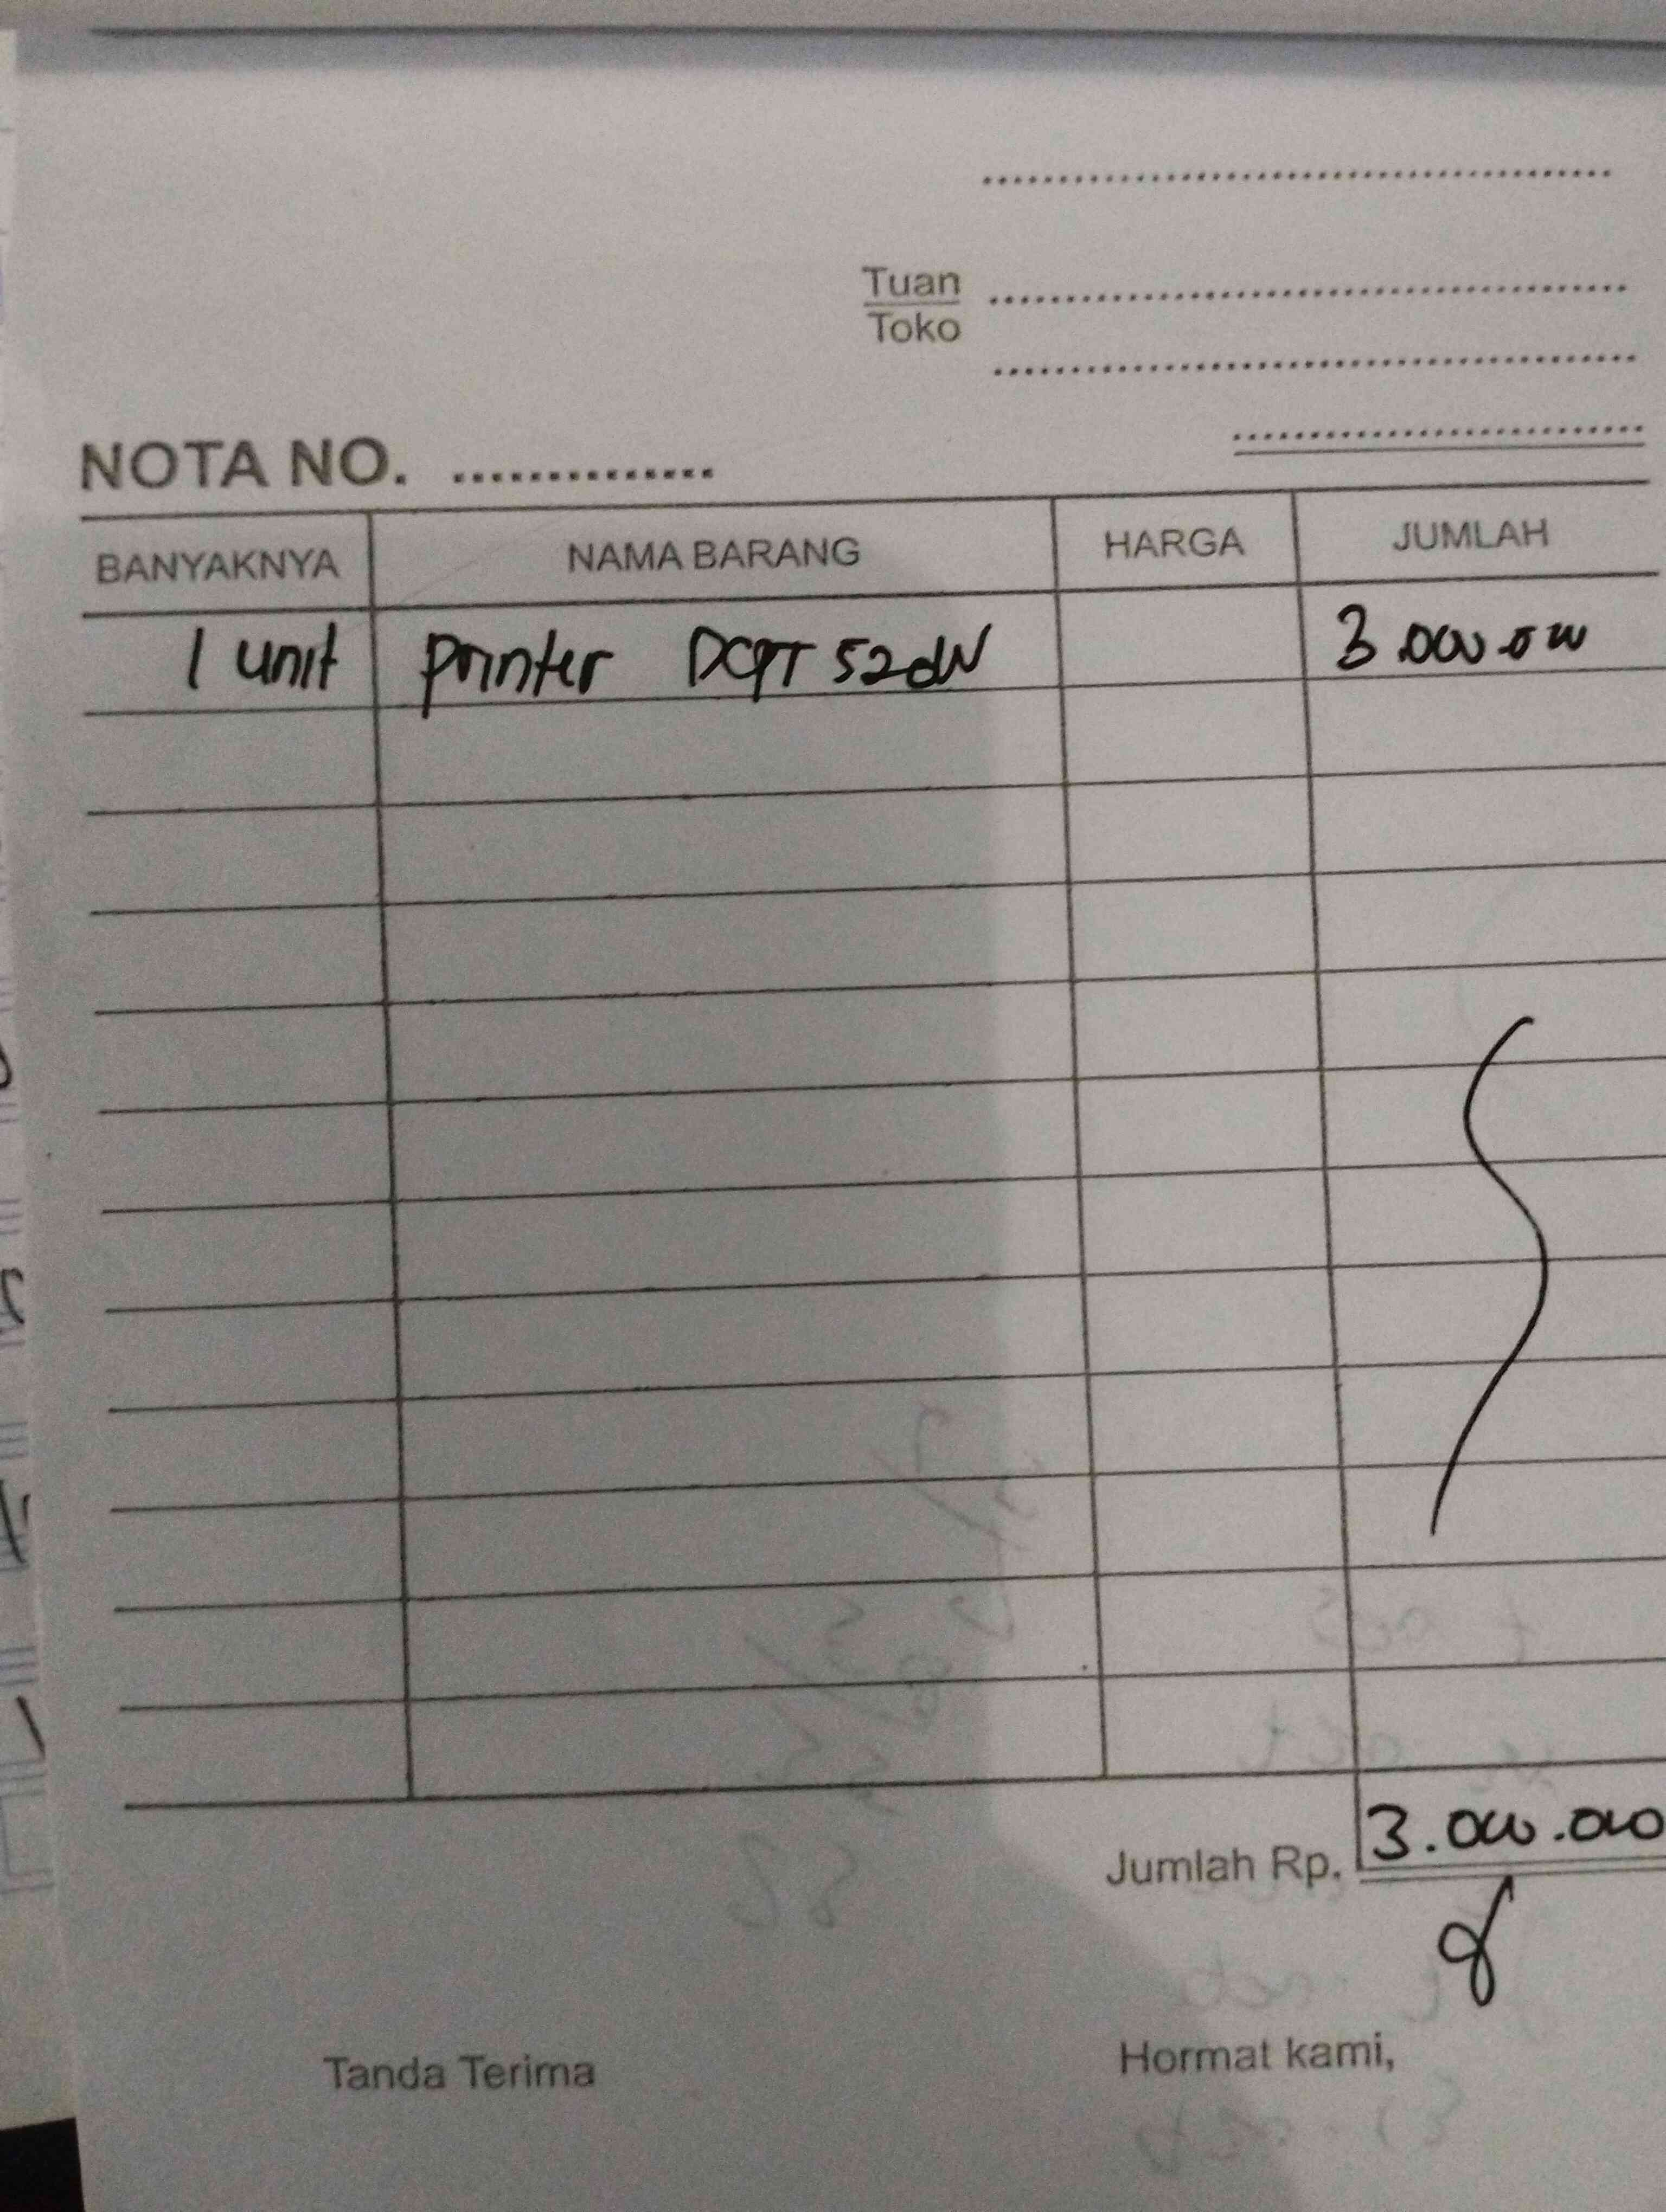 Tuan
Toko
NOTA NO.
BANYAKNYA NAMA BARANG HARGA JUMLAH
1 unit printer DCPT 520W 3.000.000
Jumlah Rp. 3.000.000
Tanda Terima Hormat kami,